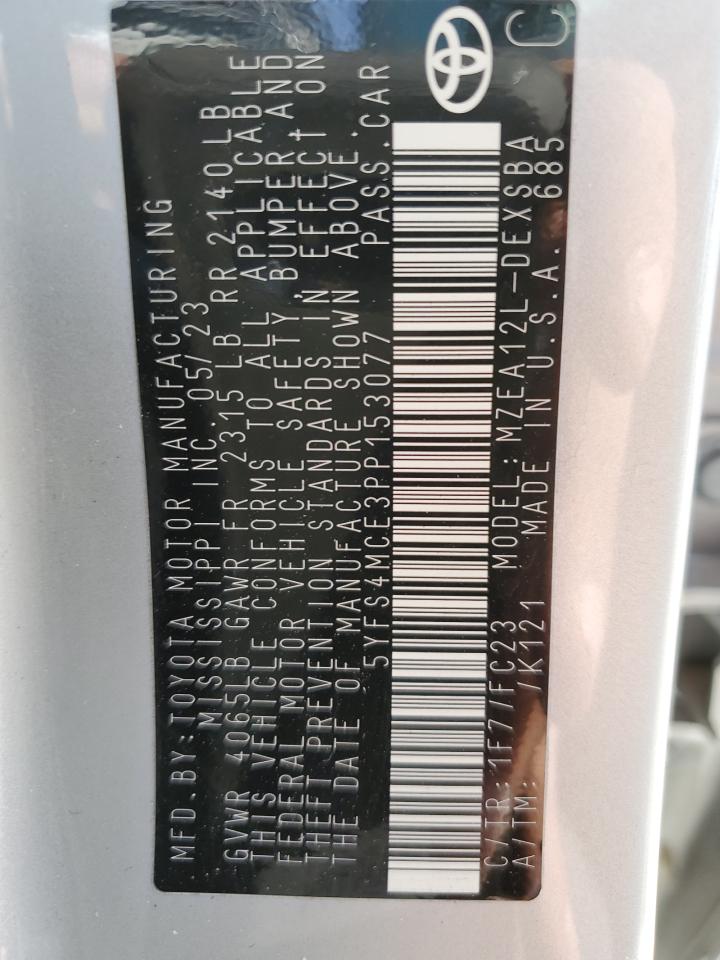 MFD.BY:TOYOTA MOTOR MANUFACTURING
MISSISSIPPI INC. 05/23
GVWR 4065LB GAWR FR 2315 LB RR 2140LB
THIS VEHICLE CONFORMS TO ALL APPLICABLE
FEDERAL MOTOR VEHICLE SAFETY, BUMPER, AND
THEFT PREVENTION STANDARDS IN EFFECT ON
THE DATE OF MANUFACTURE SHOWN ABOVE.
5YFS4MCE3PP153077 PASS.CAR
C/TR: 1F7/FC23 MODEL: MZEA12L-DEXSBA
A/TM: /K121 MADE IN U.S.A. 685
C